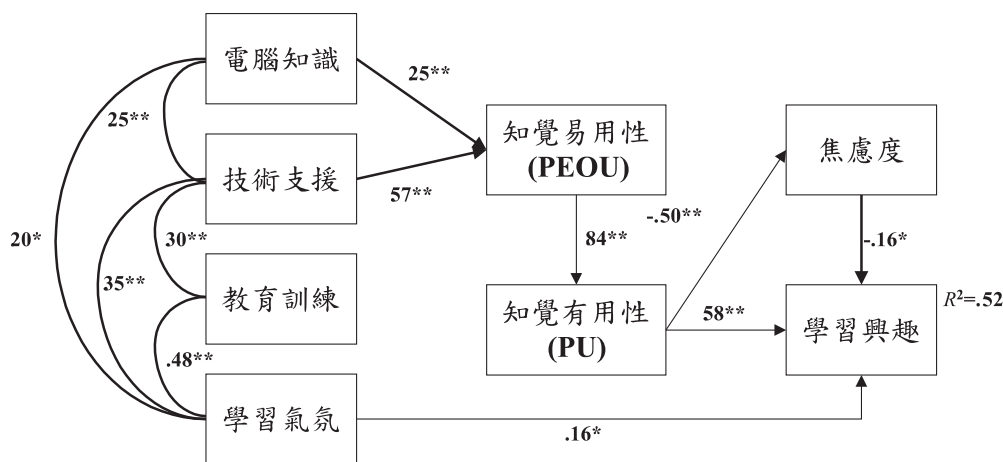 電腦知識
25**
25**
知覺易用性
(PEOU)
焦慮度
技術支援
57**
-.50**
20*
30**
84**
-.16*
35**
教育訓練
知覺有用性
(PU)
58**
學習興趣
R²=.52
.48**
學習氣氛
.16*